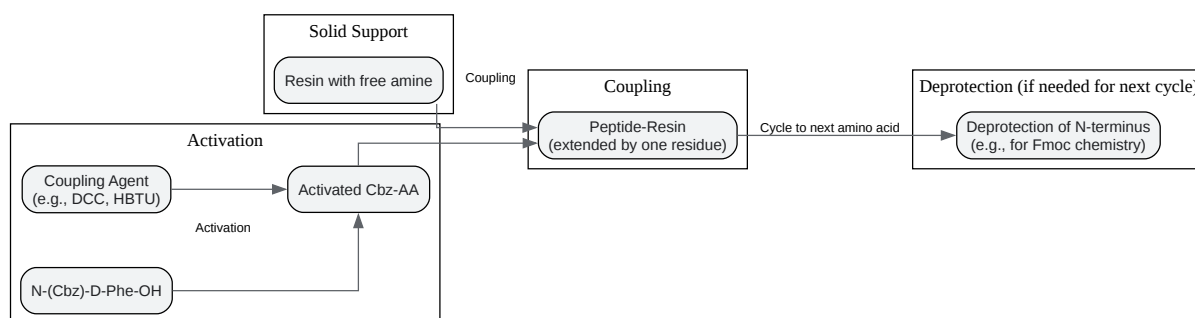 Solid Support
Resin with free amine
Coupling
Activation
Coupling Agent
(e.g., DCC, HBTU)
Activated Cbz-AA
Activation
N-(Cbz)-D-Phe-OH
Coupling
Peptide-Resin
(extended by one residue)
Cycle to next amino acid
Deprotection (if needed for next cycle)
Deprotection of N-terminus
(e.g., for Fmoc chemistry)